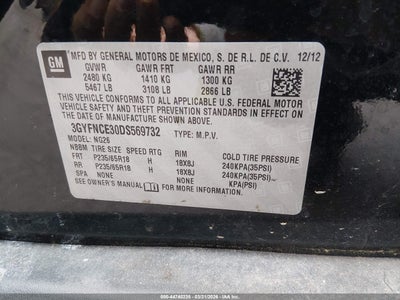 GM
MFD. BY GENERAL MOTORS DE MEXICO, S. DE R.L. DE C.V. 12/12
GVWR GAWR FRT GAWR RR
2480 KG 1410 KG 1300 KG
5467 LB 3108 LB 2866 LB
THIS VEHICLE CONFORMS TO ALL APPLICABLE U.S. FEDERAL MOTOR
VEHICLE SAFETY AND THEFT PREVENTION STANDARDS IN EFFECT
ON THE DATE OF MANUFACTURE SHOWN ABOVE.
3GYFNCE30DS569732 TYPE: M.P.V.
MODEL: NG26
NBBM TIRE SIZE SPEED RTG RIM COLD TIRE PRESSURE
FRT P235/65R18 H 18X8J 240KPA(35PSI)
RR P235/65R18 H 18X8J 240KPA(35PSI)
SPA NONE NONE KPA(PSI)
SEE OWNER'S MANUAL FOR MORE INFORMATION.